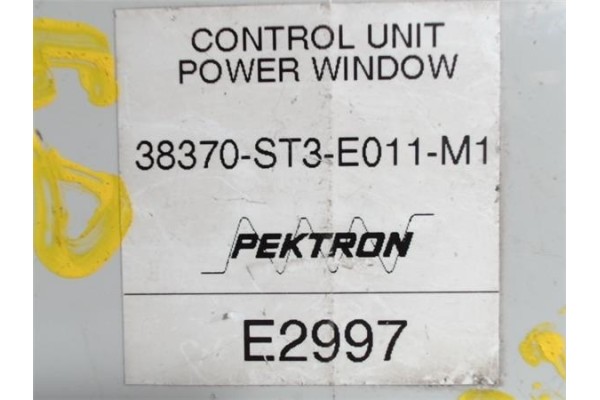 CONTROL UNIT
POWER WINDOW
38370-ST3-E011-M1
PEKTRON
E2997